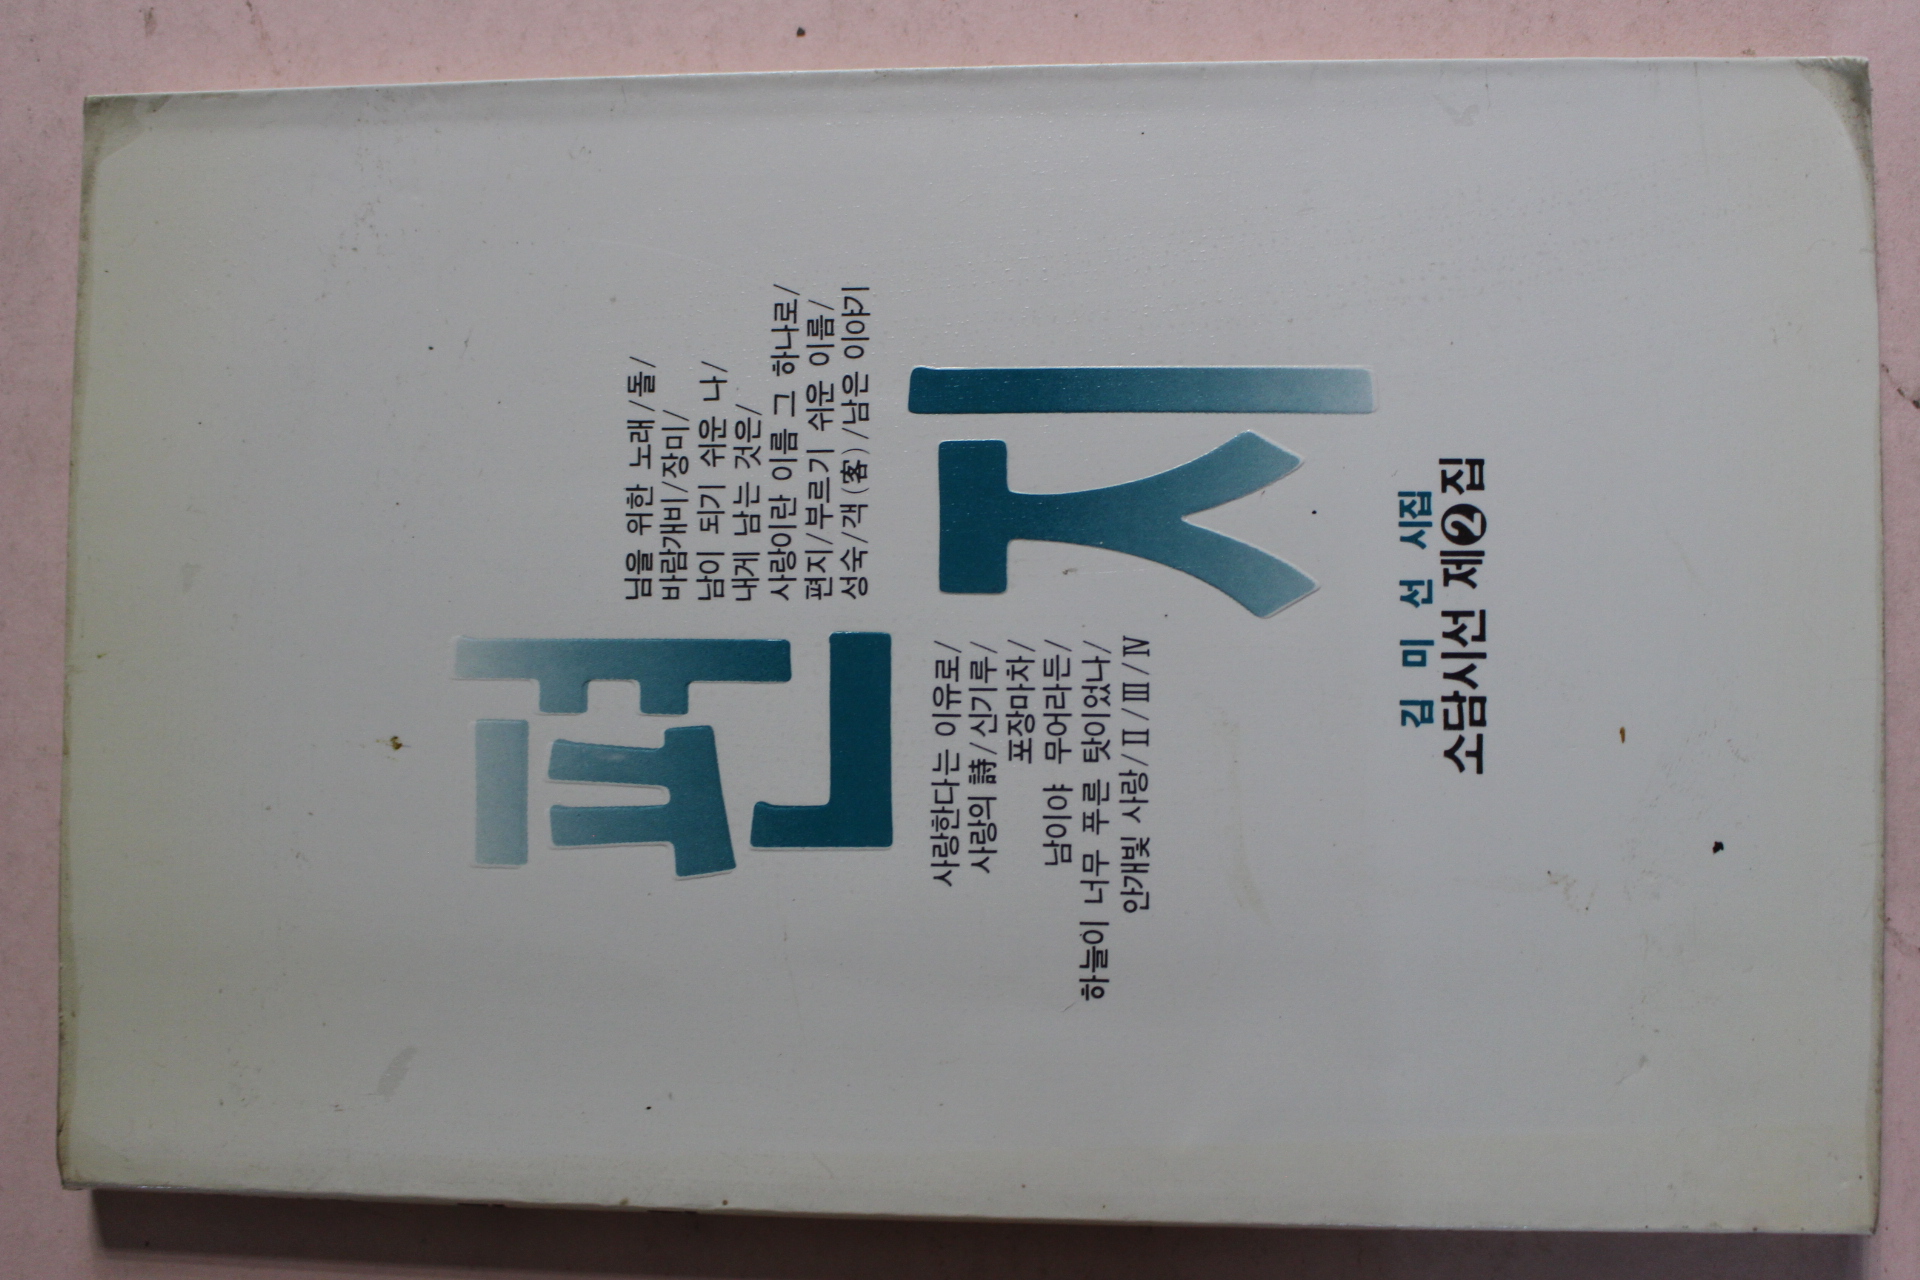 편지
님을 위한 노래/돌/
바람개비/장미/
남이 되기 쉬운 나/
내게 남는 것은/
사랑이란 이름 그 하나로/
편지/부르기 쉬운 이름/
성숙/객(客)/남은 이야기
사랑한다는 이유로/
사랑의 詩/신기루/
포장마차/
남이야 무어라든/
하늘이 너무 푸른 탓이었나/
안개빛 사랑/Ⅱ/Ⅲ/Ⅳ
김미선 시집
소담시선 제❷집